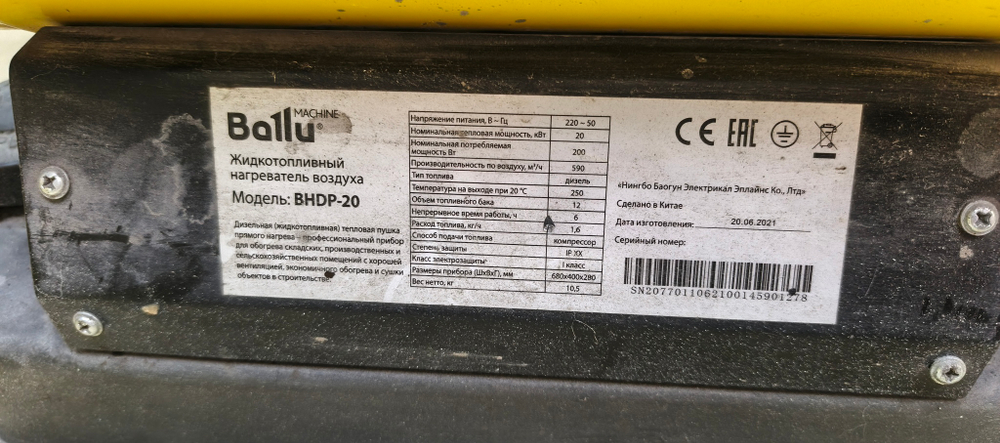 MACHINE
Ballu®
Жидкотопливный
нагреватель воздуха
Модель: BHDP-20
Дизельная (жидкотопливная) тепловая пушка
прямого нагрева – профессиональный прибор
для обогрева складских, производственных и
сельскохозяйственных помещений с хорошей
вентиляцией, экономичного обогрева и сушки
объектов в строительстве.
Напряжение питания, В ~ Гц 220 ~ 50
Номинальная тепловая мощность, кВт 20
Номинальная потребляемая
мощность Вт 200
Производительность по воздуху, м³/ч 590
Тип топлива дизель
Температура на выходе при 20 °C 250
Объем топливного бака 12
Непрерывное время работы, ч 6
Расход топлива, кг/ч 1,6
Способ подачи топлива компрессор
Степень защиты IP XX
Класс электрозащиты I класс
Размеры прибора (ШхВхГ), мм 680x400x280
Вес нетто, кг 10,5
CE EAC
«Нингбо Баогун Электрикал Эплайнс Ко., Лтд»
Сделано в Китае
Дата изготовления: 20.06.2021
Серийный номер:
SN2077011062100145901278